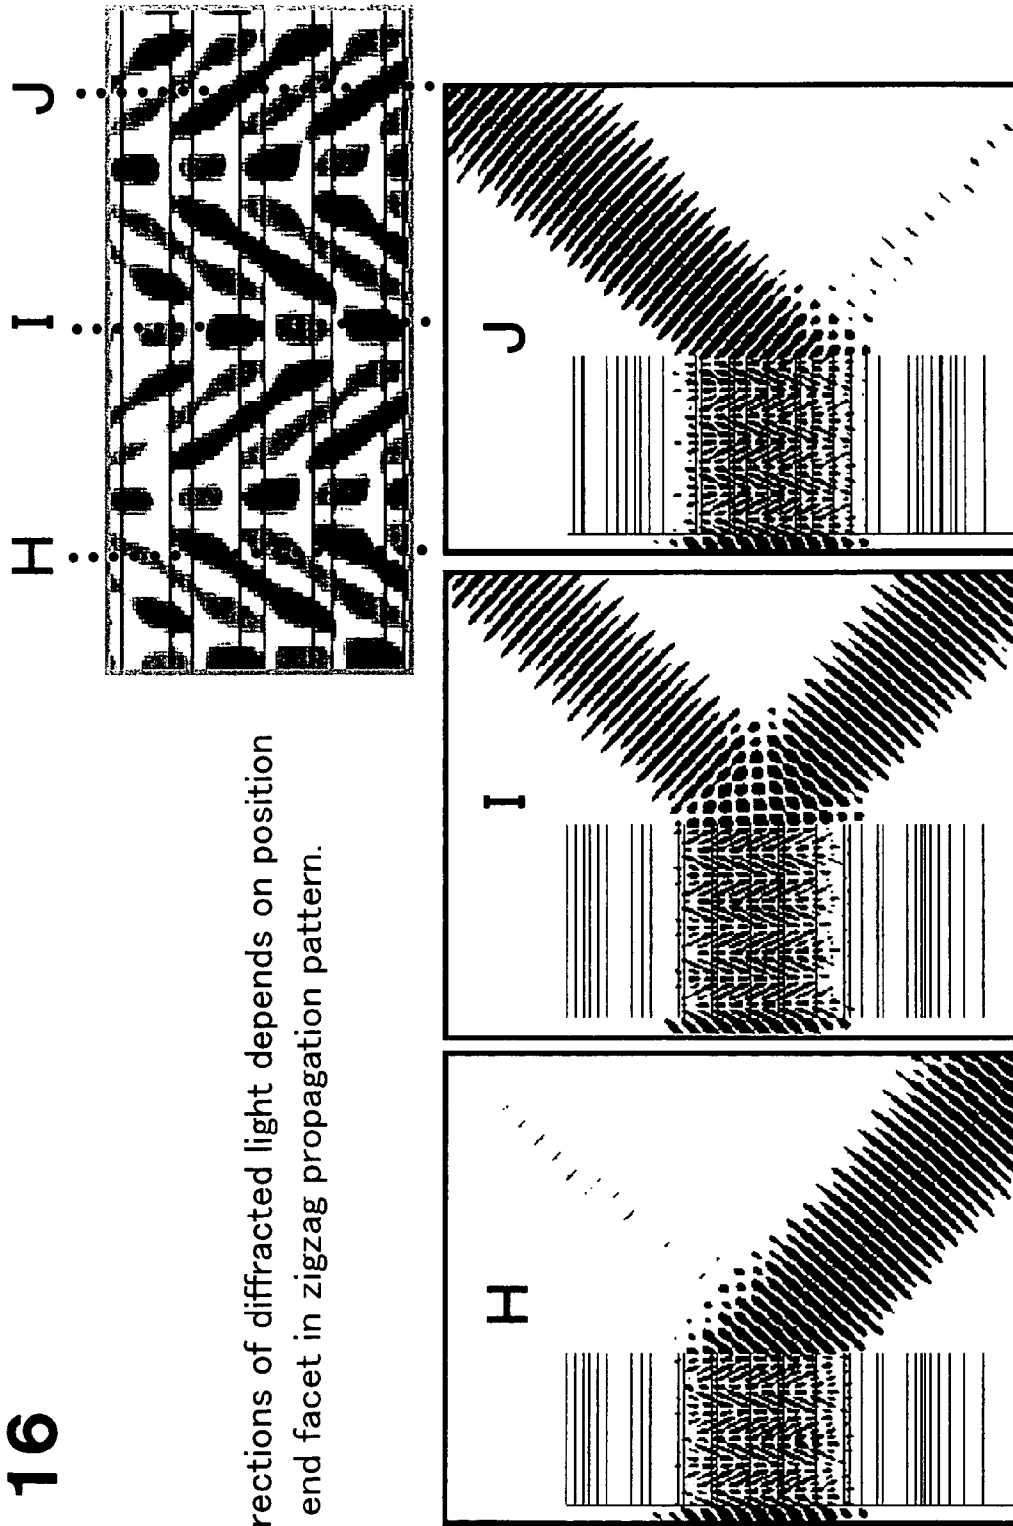 16
rections of diffracted light depends on position
end facet in zigzag propagation pattern.
H
I
J
H
I
J